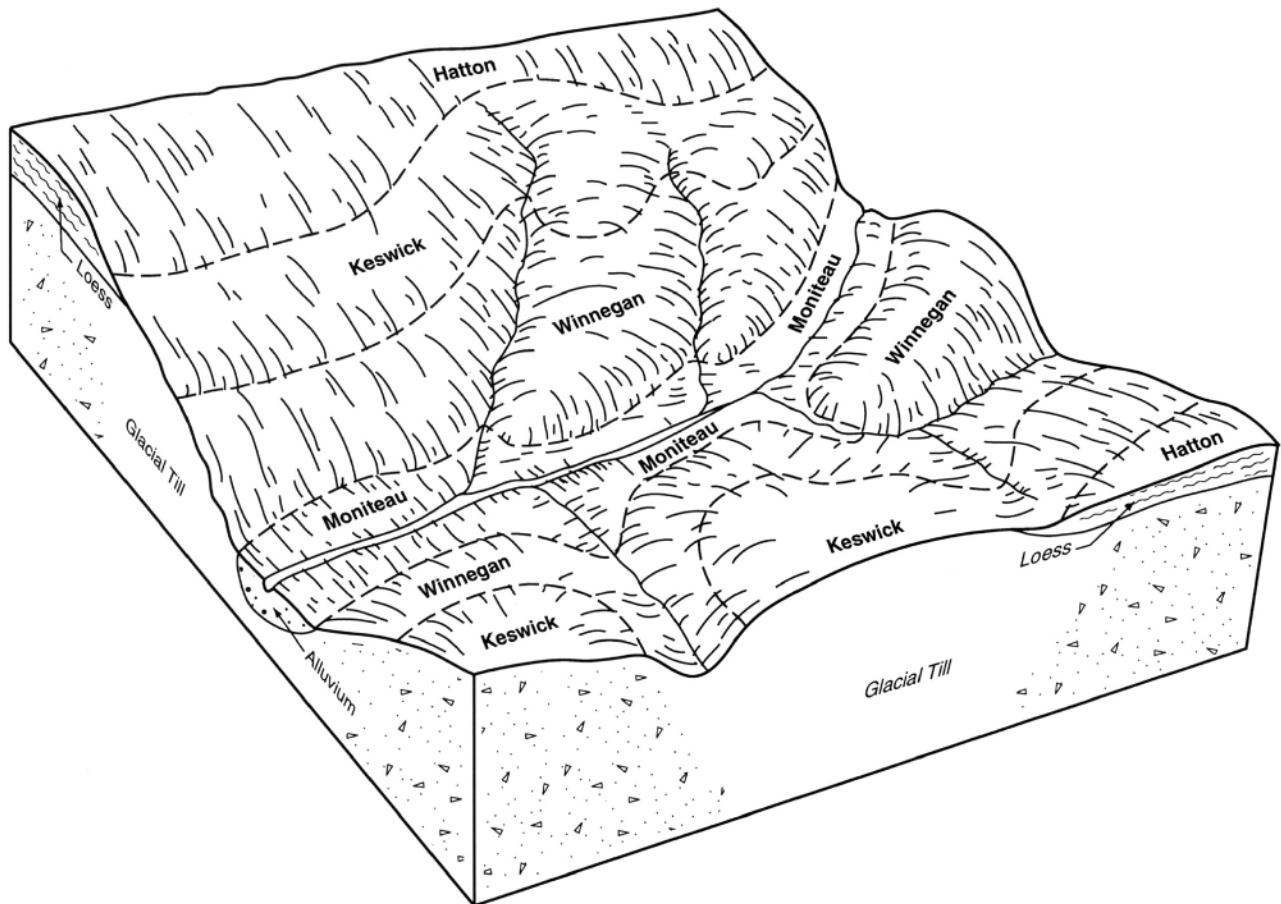 Hatton
Loess
Keswick
Winnegan
Moniteau
Winnegan
Glacial Till
Moniteau
Hatton
Moniteau
Keswick
Loess
Winnegan
Keswick
Alluvium
Glacial Till